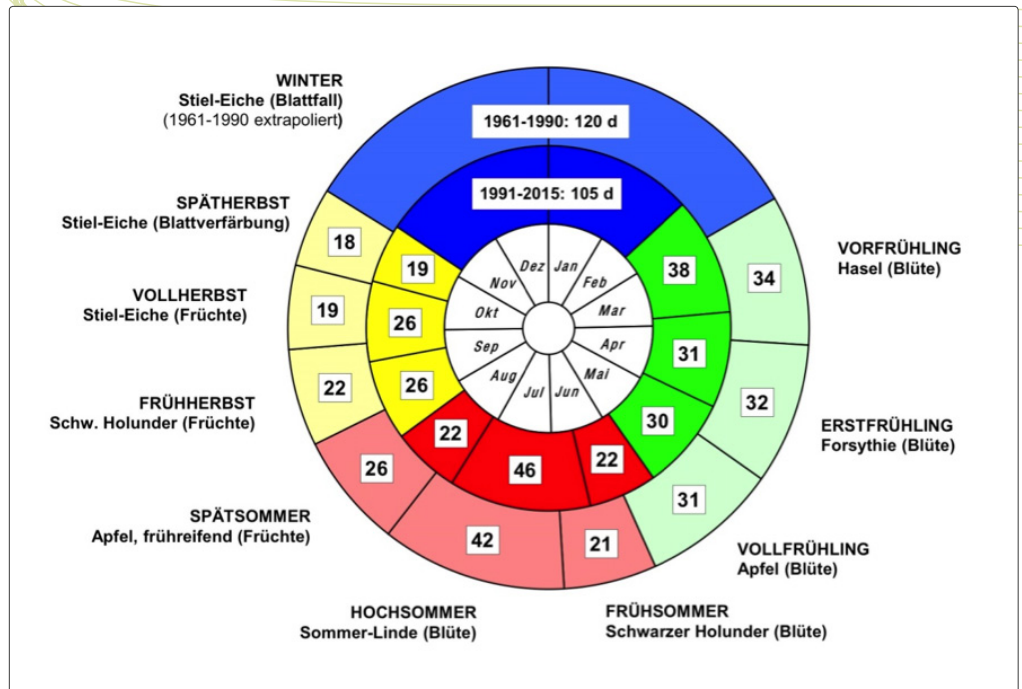 WINTER
Stiel-Eiche (Blattfall)
(1961-1990 extrapoliert)
1961-1990: 120 d
1991-2015: 105 d
SPÄTHERBST
Stiel-Eiche (Blattverfärbung)
VOLLHERBST
Stiel-Eiche (Früchte)
FRÜHHERBST
Schw. Holunder (Früchte)
SPÄTSOMMER
Apfel, frühreifend (Früchte)
HOCHSOMMER
Sommer-Linde (Blüte)
FRÜHSOMMER
Schwarzer Holunder (Blüte)
VOLLFRÜHLING
Apfel (Blüte)
ERSTFRÜHLING
Forsythie (Blüte)
VORFRÜHLING
Hasel (Blüte)
34
32
31
21
42
26
22
19
18
38
31
30
22
46
22
26
26
19
Jan
Feb
Mar
Apr
Mai
Jun
Jul
Aug
Sep
Okt
Nov
Dez